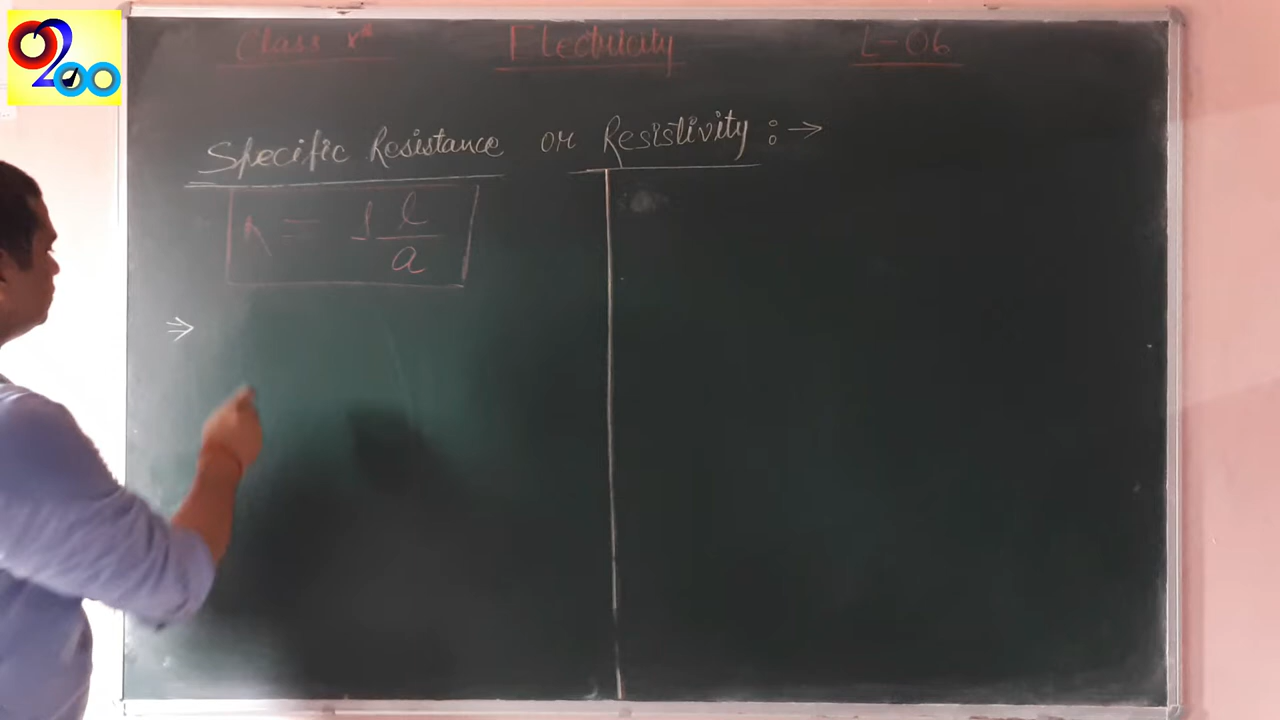 Class Xth Electricity L-06
Specific Resistance or Resistivity :→
R = ρ l/a
⇒